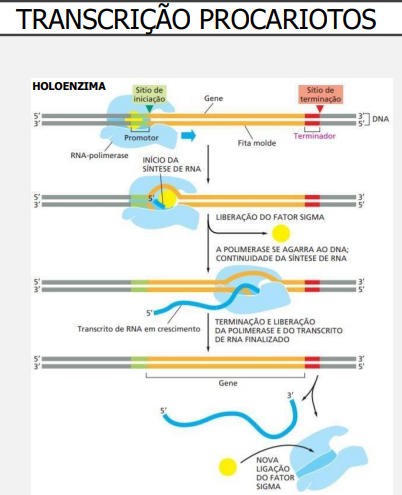 TRANSCRIÇÃO PROCARIOTOS
HOLOENZIMA
Sítio de
iniciação
Gene
Sítio de
terminação
5′
3′
3′
5′
DNA
Promotor
Fita molde
Terminador
RNA-polimerase
INÍCIO DA
SÍNTESE DE RNA
5′
3′
5′
3′
5′
LIBERAÇÃO DO FATOR SIGMA
A POLIMERASE SE AGARRA AO DNA;
CONTINUIDADE DA SÍNTESE DE RNA
5′
3′
3′
5′
5′
Transcrito de RNA em crescimento
TERMINAÇÃO E LIBERAÇÃO
DA POLIMERASE E DO TRANSCRITO
DE RNA FINALIZADO
5′
3′
3′
5′
Gene
5′
3′
NOVA
LIGAÇÃO
DO FATOR
SIGMA